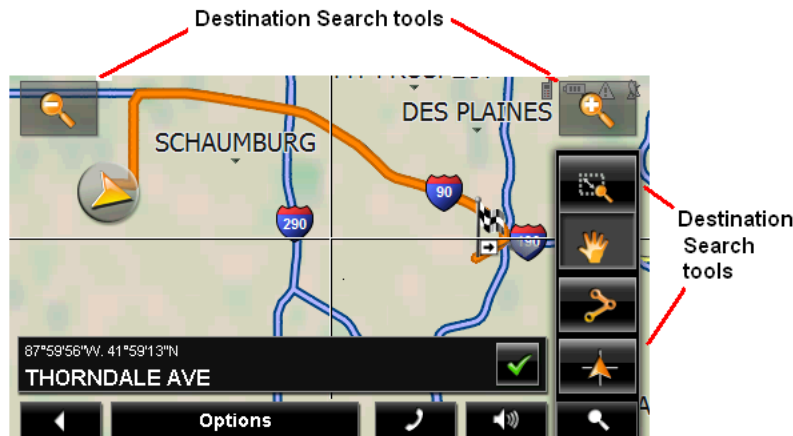 Destination Search tools
DES PLAINES
SCHAUMBURG
90
290
190
Destination
Search
tools
87°59'56"W. 41°59'13"N
THORNDALE AVE
Options